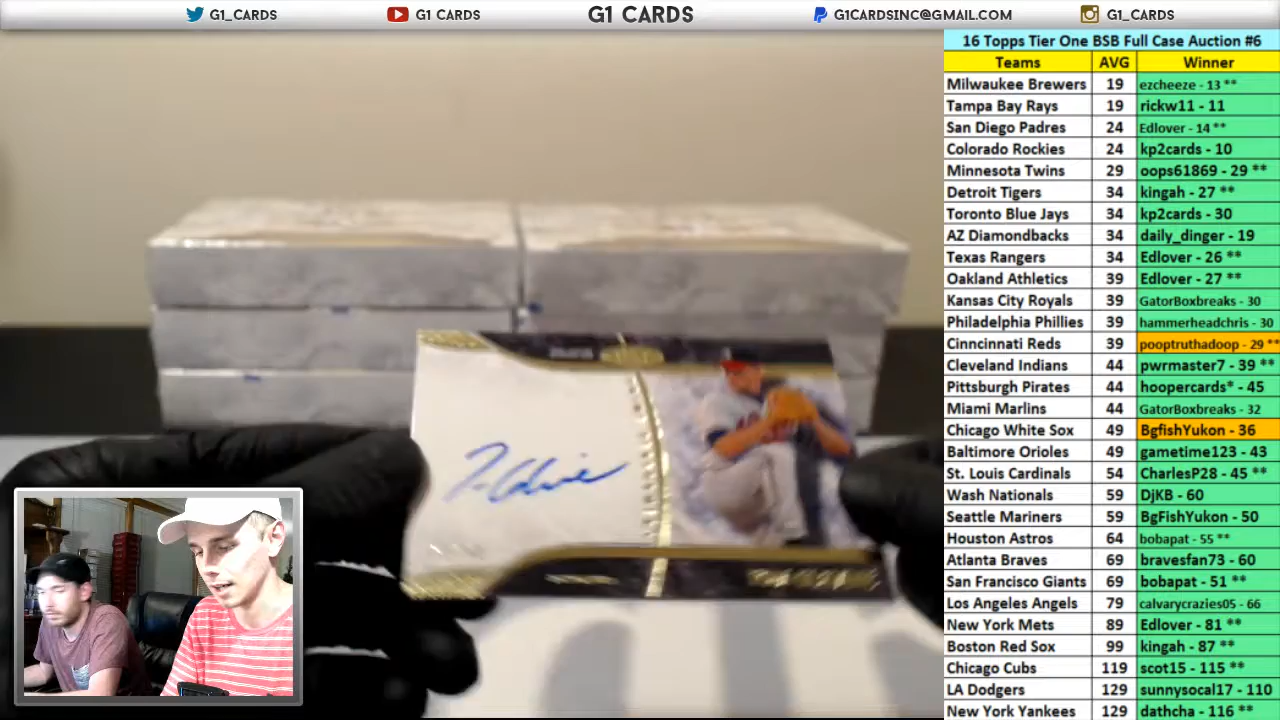 G1_CARDS
G1 CARDS
G1 CARDS
G1CARDSINC@GMAIL.COM
G1_CARDS
16 Topps Tier One BSB Full Case Auction #6
Teams AVG Winner
Milwaukee Brewers 19 ezcheeze - 13 **
Tampa Bay Rays 19 rickw11 - 11
San Diego Padres 24 Edlover - 14 **
Colorado Rockies 24 kp2cards - 10
Minnesota Twins 29 oops61869 - 29 **
Detroit Tigers 34 kingah - 27 **
Toronto Blue Jays 34 kp2cards - 30
AZ Diamondbacks 34 daily_dinger - 19
Texas Rangers 34 Edlover - 26 **
Oakland Athletics 39 Edlover - 27 **
Kansas City Royals 39 GatorBoxbreaks - 30
Philadelphia Phillies 39 hammerheadchris - 30
Cinncinnati Reds 39 pooptruthadoop - 29 **
Cleveland Indians 44 pwrmaster7 - 39 **
Pittsburgh Pirates 44 hoopercards* - 45
Miami Marlins 44 GatorBoxbreaks - 32
Chicago White Sox 49 BgfishYukon - 36
Baltimore Orioles 49 gametime123 - 43
St. Louis Cardinals 54 CharlesP28 - 45 **
Wash Nationals 59 DjKB - 60
Seattle Mariners 59 BgFishYukon - 50
Houston Astros 64 bobapat - 55 **
Atlanta Braves 69 bravesfan73 - 60
San Francisco Giants 69 bobapat - 51 **
Los Angeles Angels 79 calvarycrazies05 - 66
New York Mets 89 Edlover - 81 **
Boston Red Sox 99 kingah - 87 **
Chicago Cubs 119 scot15 - 115 **
LA Dodgers 129 sunnysocal17 - 110
New York Yankees 129 dathcha - 116 **